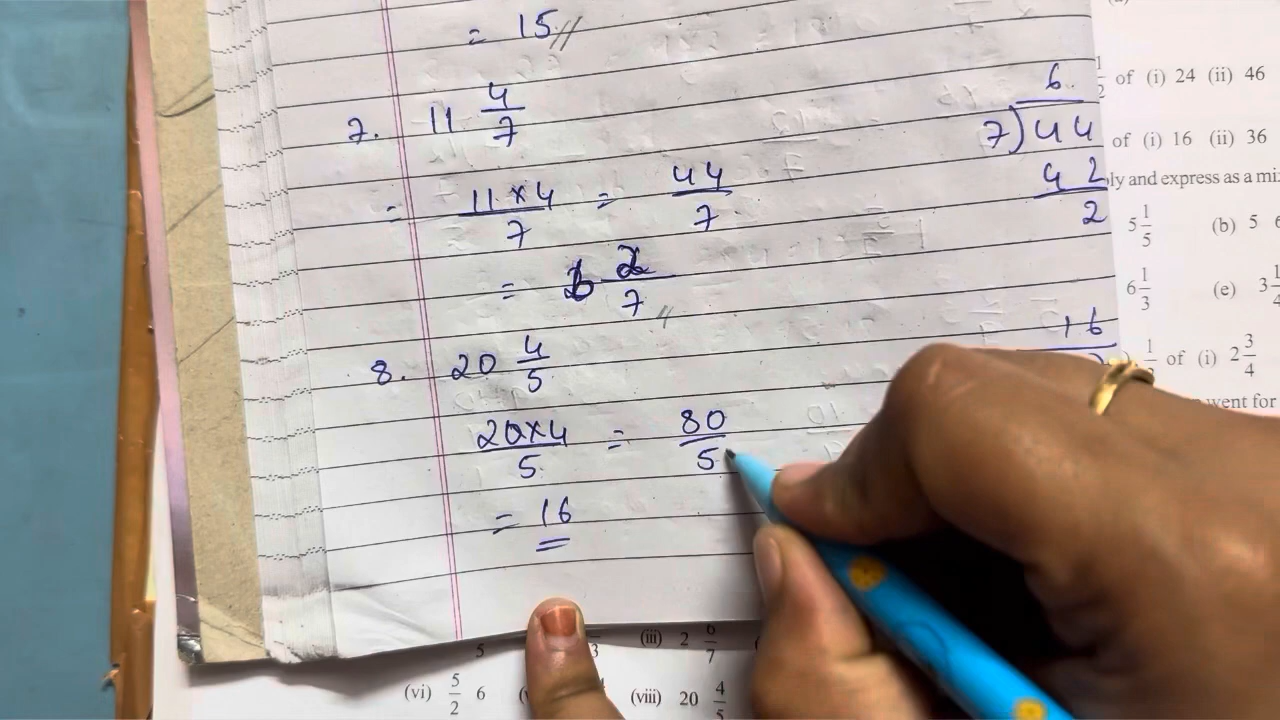 = 15 //
7. 11 4/7
= 11 × 4 / 7 = 44/7
= 6 2/7 //
6
7)44
42
2
8. 20 4/5
20×4 / 5 = 80/5
= 16
16
1/2 of (i) 24 (ii) 46
of (i) 16 (ii) 36
and express as a
5 1/5 (b) 5
6 1/3 (e) 3
of (i) 2 3/4
went for
(iii) 2 6/7
(vi) 5/2 6 (viii) 20 4/5